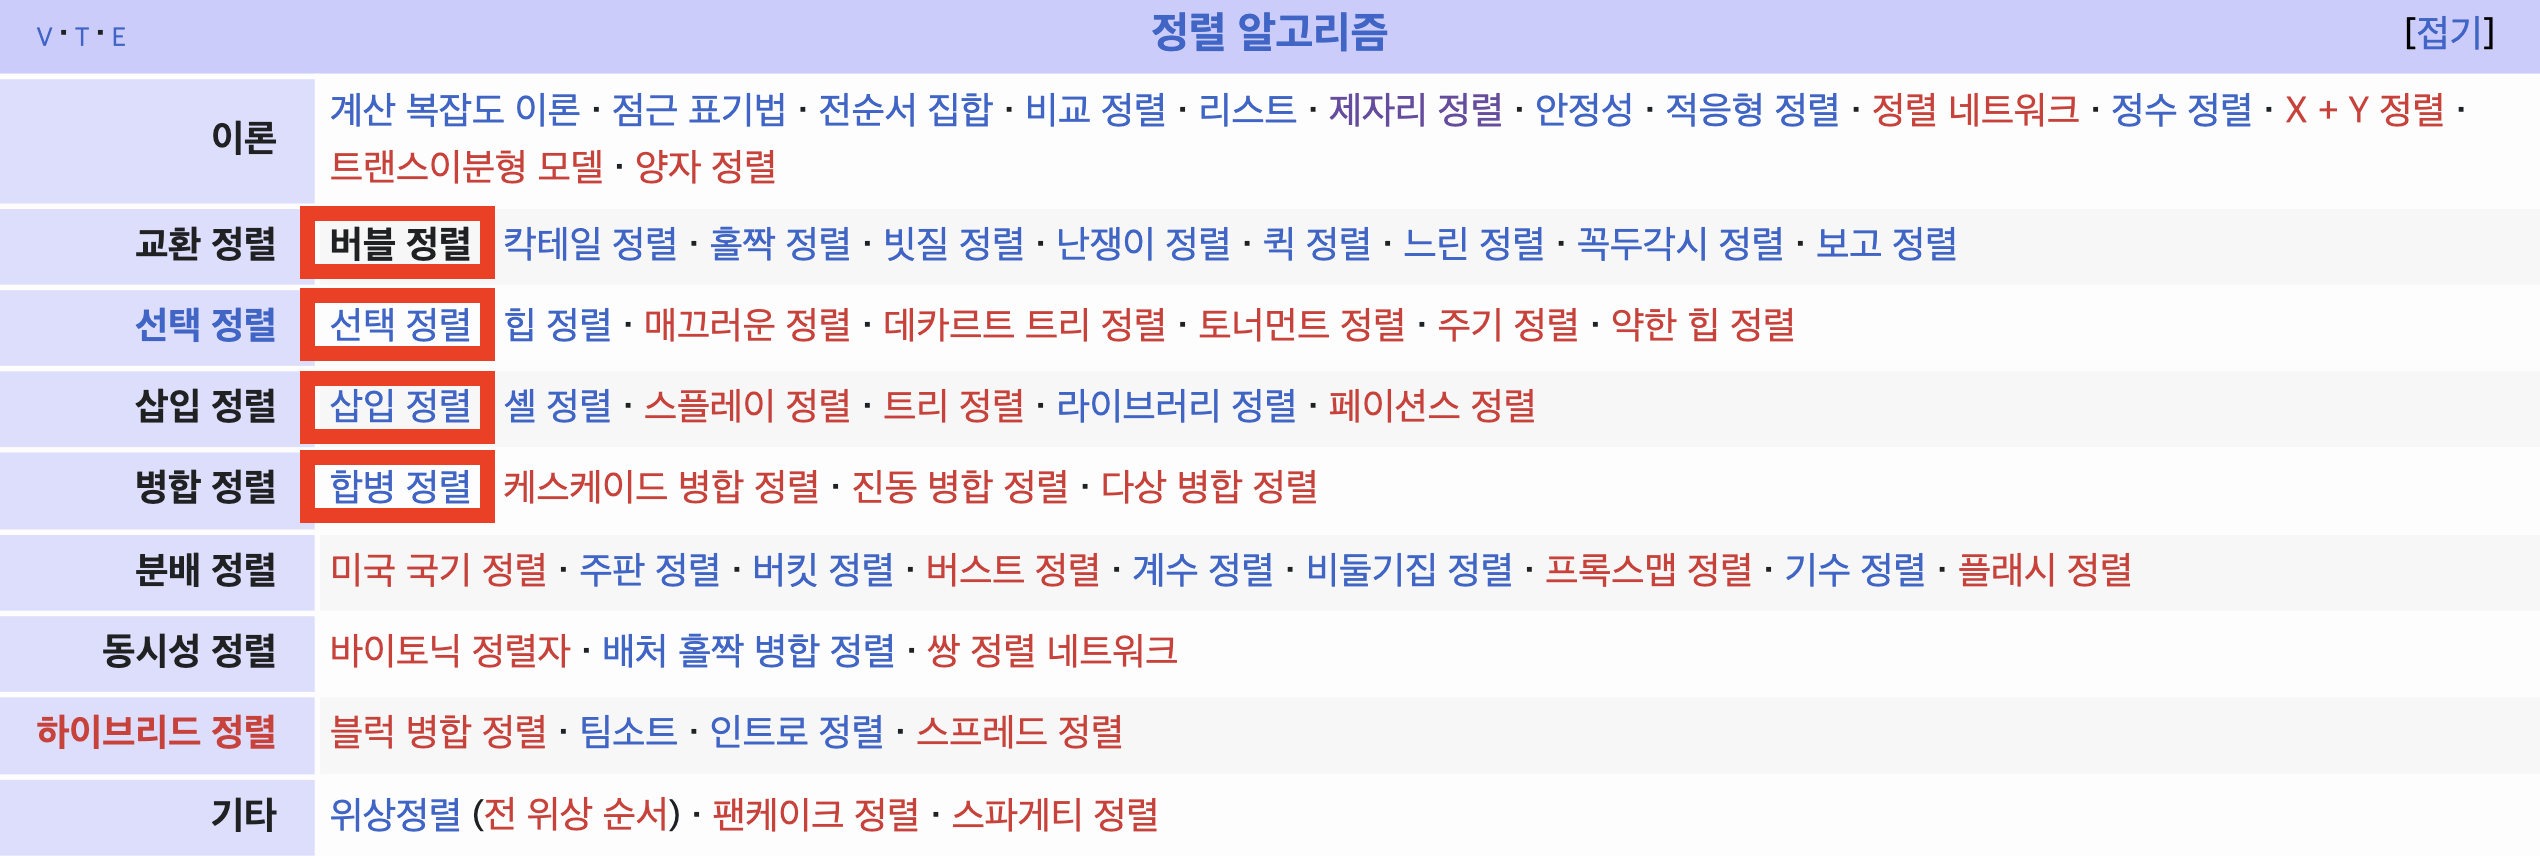 V · T · E 정렬 알고리즘 [접기]
이론 계산 복잡도 이론 · 점근 표기법 · 전순서 집합 · 비교 정렬 · 리스트 · 제자리 정렬 · 안정성 · 적응형 정렬 · 정렬 네트워크 · 정수 정렬 · X + Y 정렬 ·
트랜스이분형 모델 · 양자 정렬
교환 정렬 버블 정렬 칵테일 정렬 · 홀짝 정렬 · 빗질 정렬 · 난쟁이 정렬 · 퀵 정렬 · 느린 정렬 · 꼭두각시 정렬 · 보고 정렬
선택 정렬 선택 정렬 힙 정렬 · 매끄러운 정렬 · 데카르트 트리 정렬 · 토너먼트 정렬 · 주기 정렬 · 약한 힙 정렬
삽입 정렬 삽입 정렬 셸 정렬 · 스플레이 정렬 · 트리 정렬 · 라이브러리 정렬 · 페이션스 정렬
병합 정렬 합병 정렬 케스케이드 병합 정렬 · 진동 병합 정렬 · 다상 병합 정렬
분배 정렬 미국 국기 정렬 · 주판 정렬 · 버킷 정렬 · 버스트 정렬 · 계수 정렬 · 비둘기집 정렬 · 프록스맵 정렬 · 기수 정렬 · 플래시 정렬
동시성 정렬 바이토닉 정렬자 · 배처 홀짝 병합 정렬 · 쌍 정렬 네트워크
하이브리드 정렬 블럭 병합 정렬 · 팀소트 · 인트로 정렬 · 스프레드 정렬
기타 위상정렬 (전 위상 순서) · 팬케이크 정렬 · 스파게티 정렬